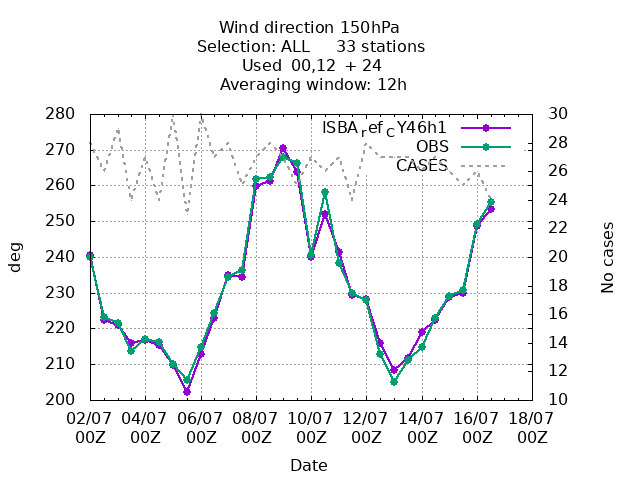 Wind direction 150hPa
Selection: ALL 33 stations
Used 00,12 + 24
Averaging window: 12h
280 30
ISBA_ref_CY46h1
OBS
CASES
270 28
260 26
250 24
240 22
230 20
220 18
210 16
200 14
12
10
deg
No cases
02/07 04/07 06/07 08/07 10/07 12/07 14/07 16/07 18/07
00Z 00Z 00Z 00Z 00Z 00Z 00Z 00Z 00Z
Date